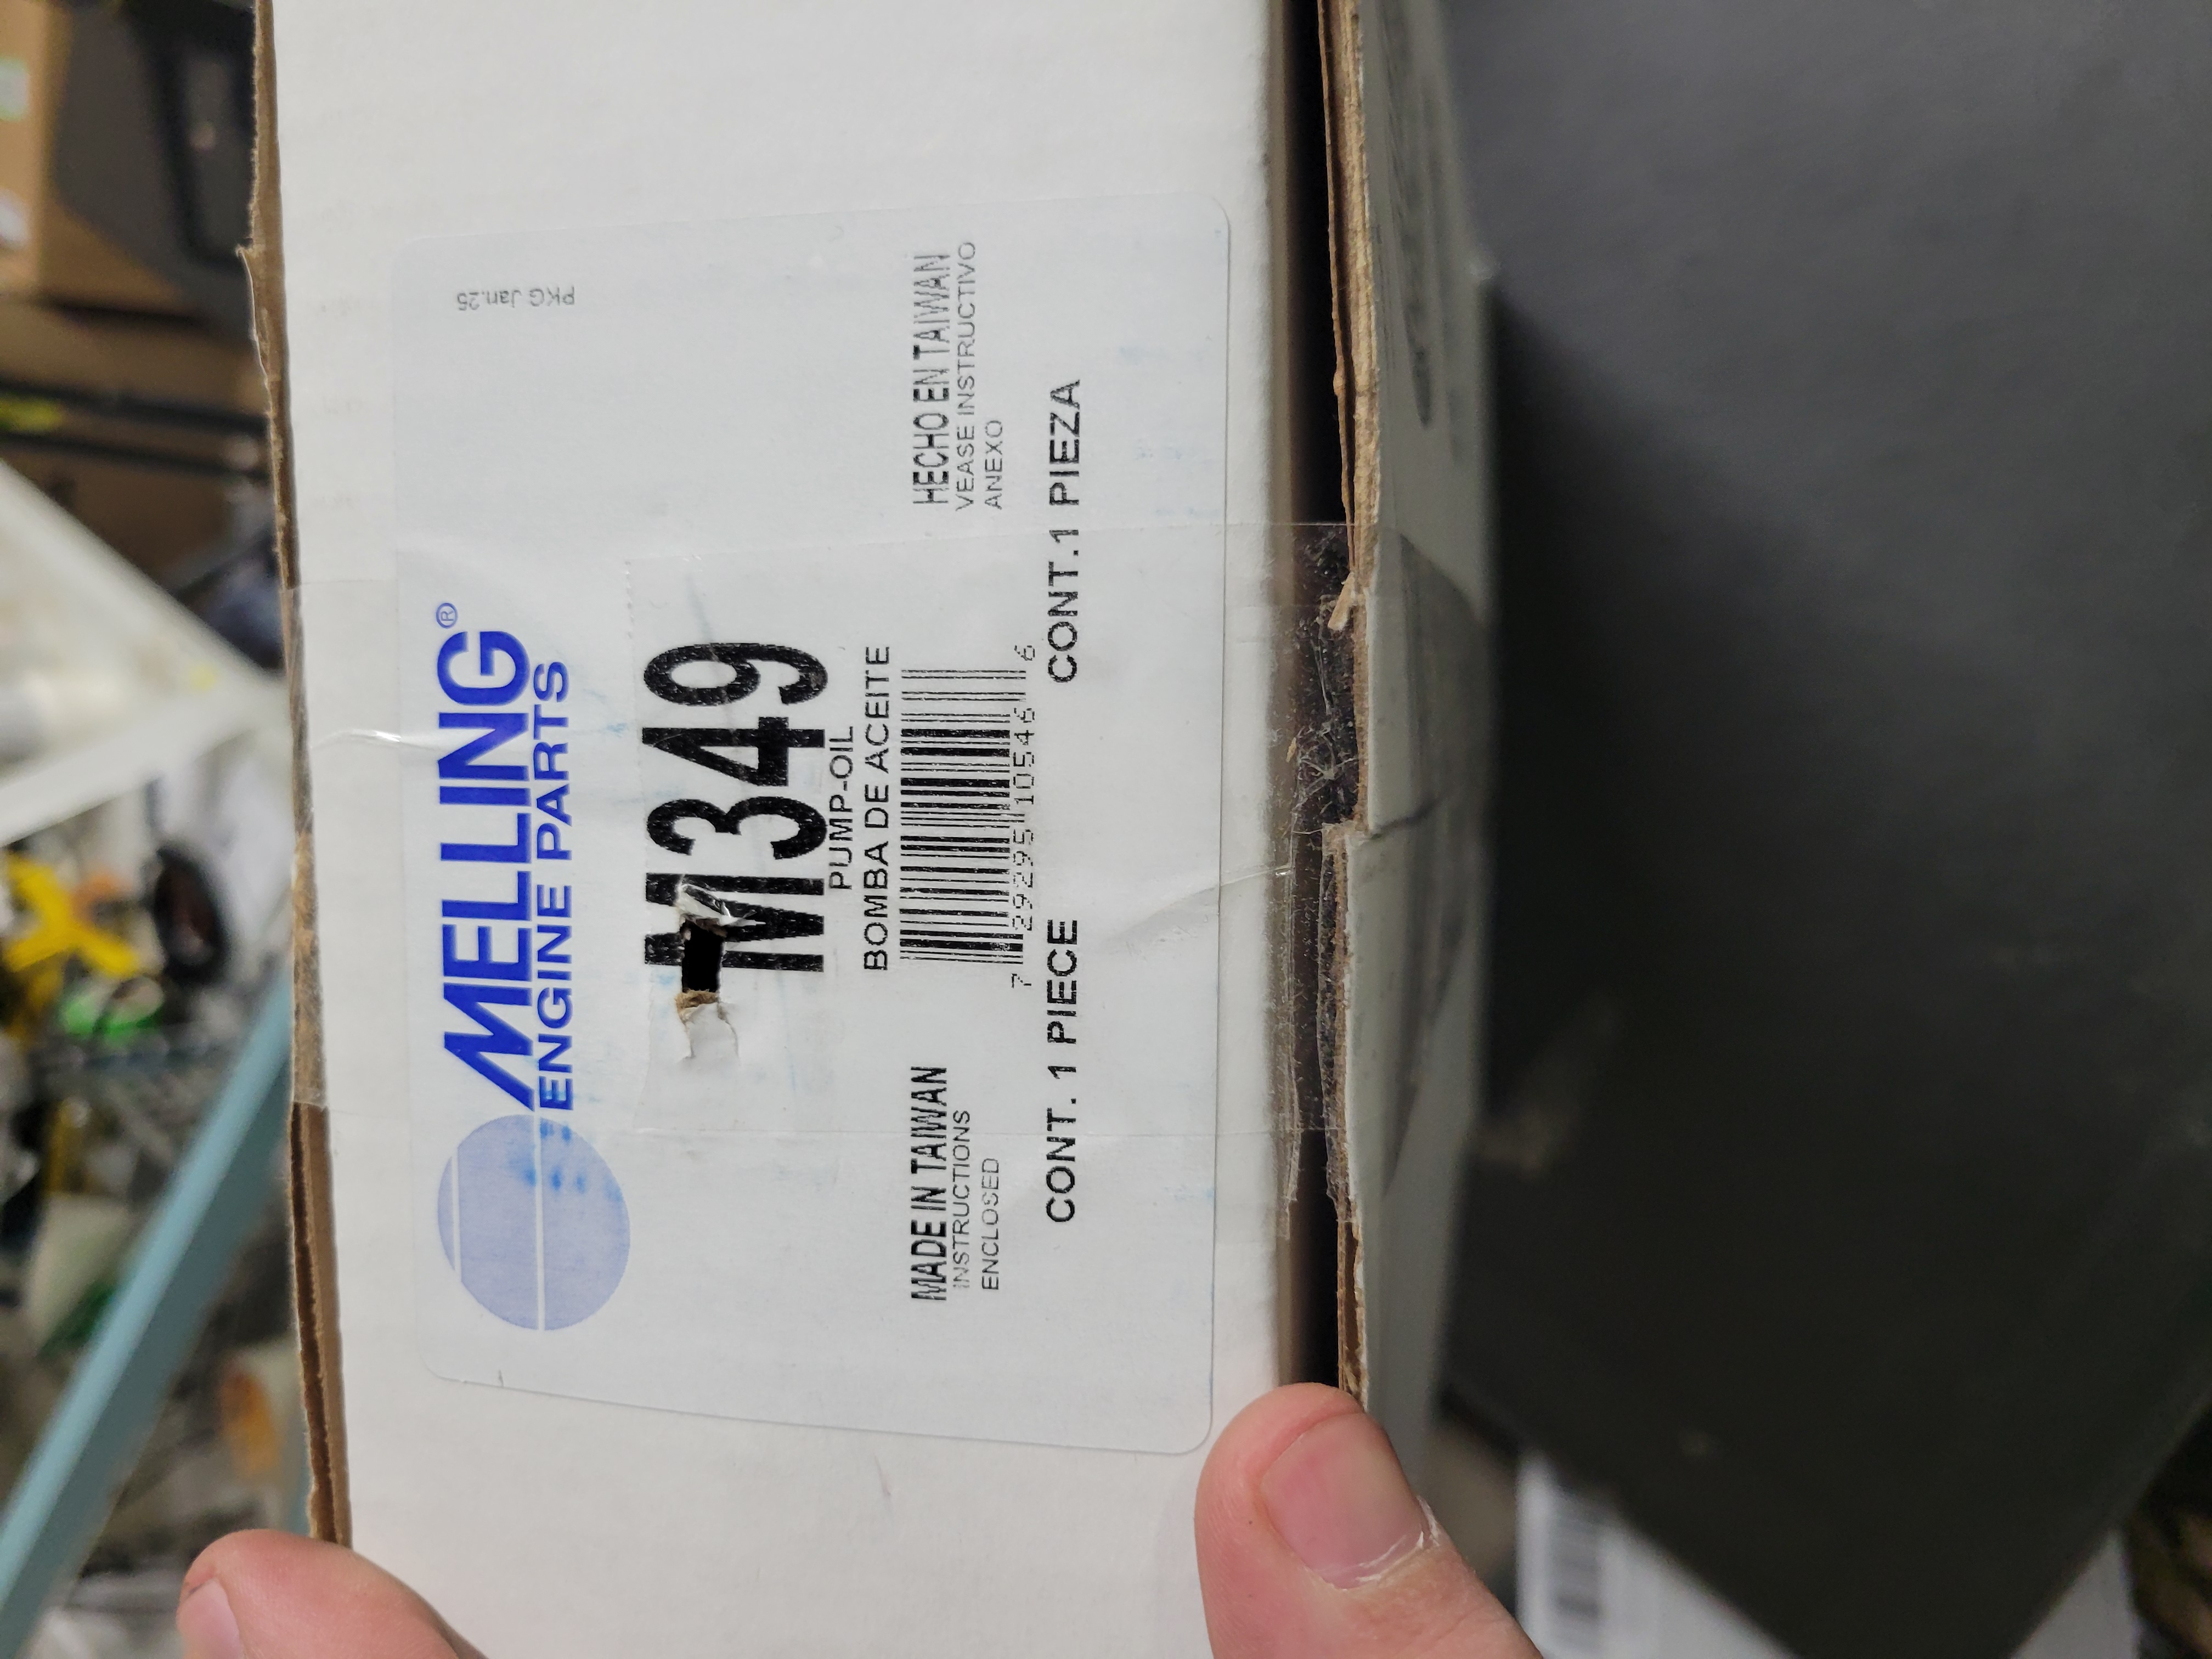 MELLING®
ENGINE PARTS
PKG Jan.25
M349
PUMP-OIL
BOMBA DE ACEITE
7 29295 10546 6
MADE IN TAIWAN
INSTRUCTIONS
ENCLOSED
HECHO EN TAIWAN
VEASE INSTRUCTIVO
ANEXO
CONT. 1 PIECE
CONT.1 PIEZA